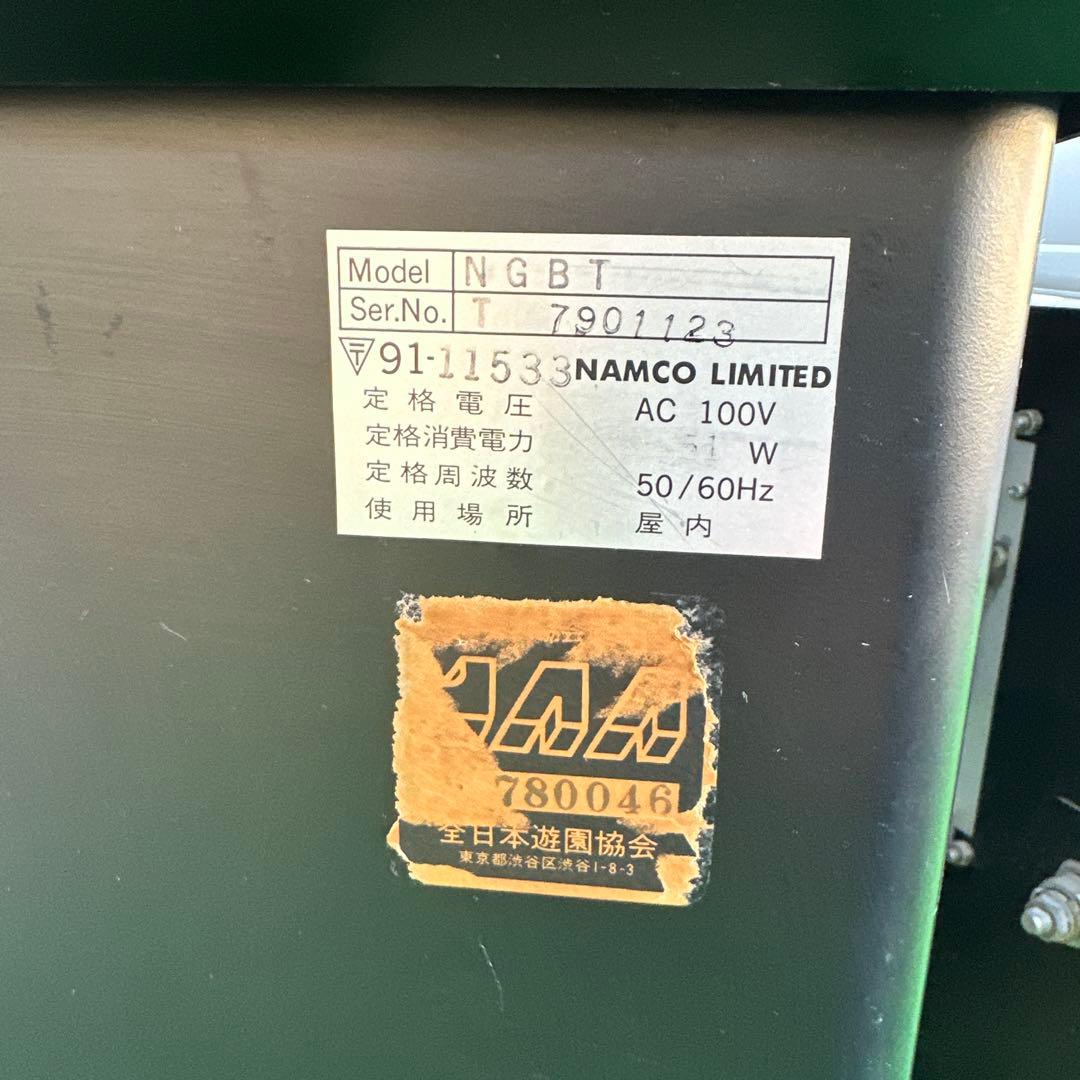 Model NGBT
Ser.No. T 7901123
〒91-11533 NAMCO LIMITED
定格電圧 AC 100V
定格消費電力 51 W
定格周波数 50/60Hz
使用場所 屋内
780046
全日本遊園協会
東京都渋谷区渋谷1-8-3